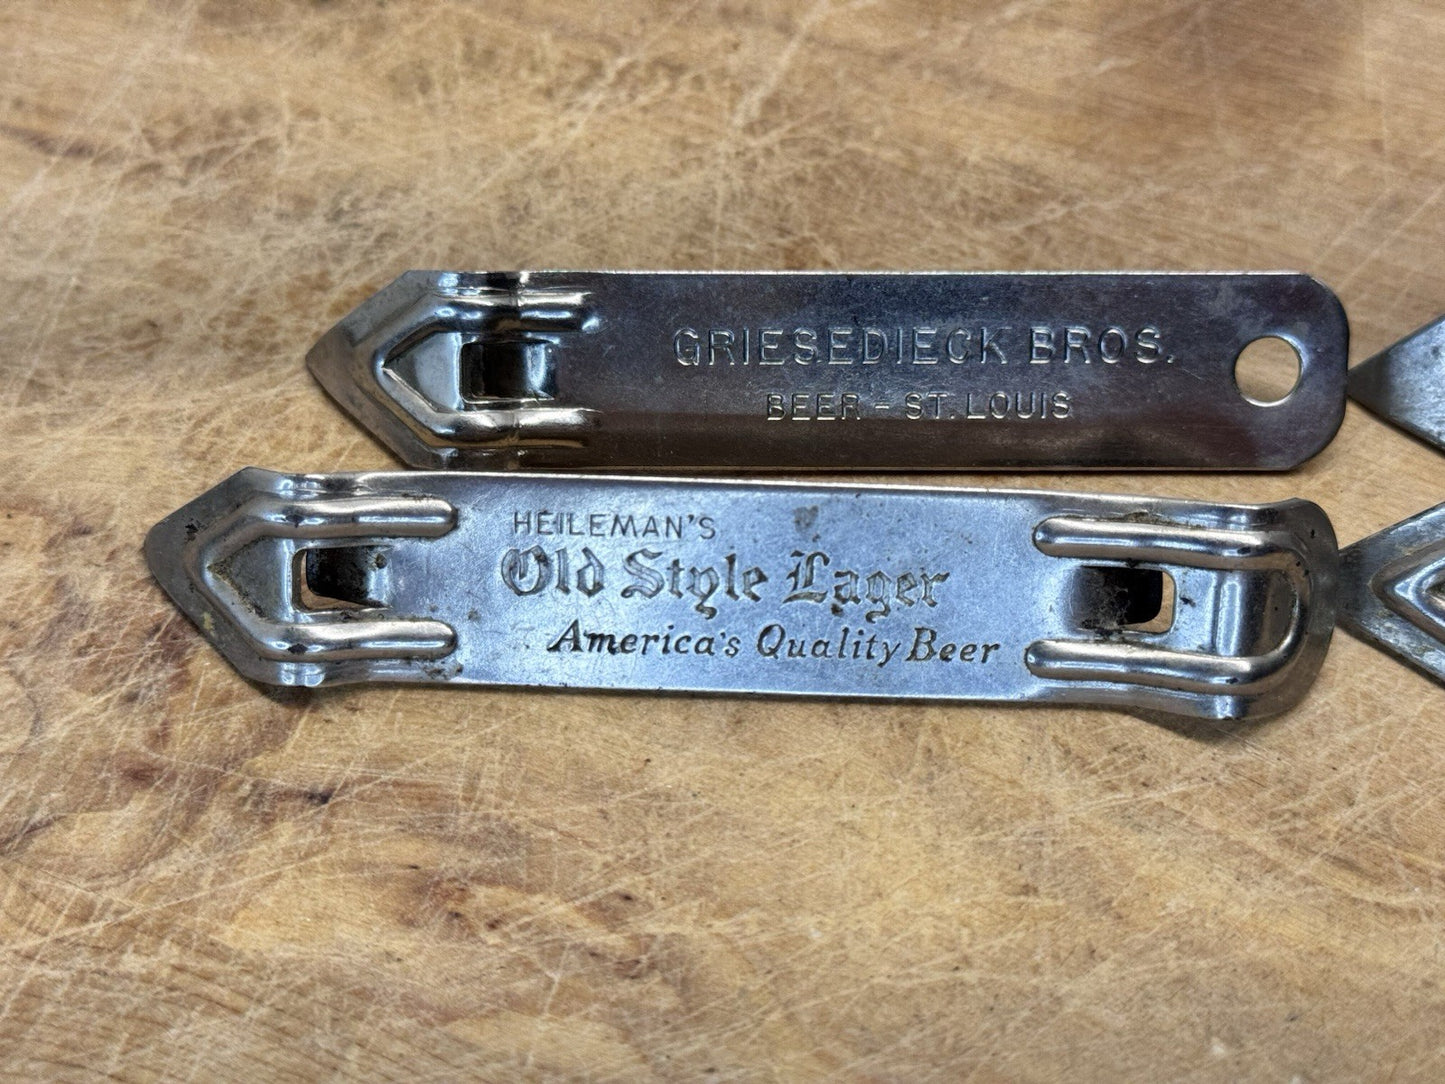 GRIESEDIECK BROS.
BEER - ST. LOUIS
HEILEMAN'S
Old Style Lager
America's Quality Beer